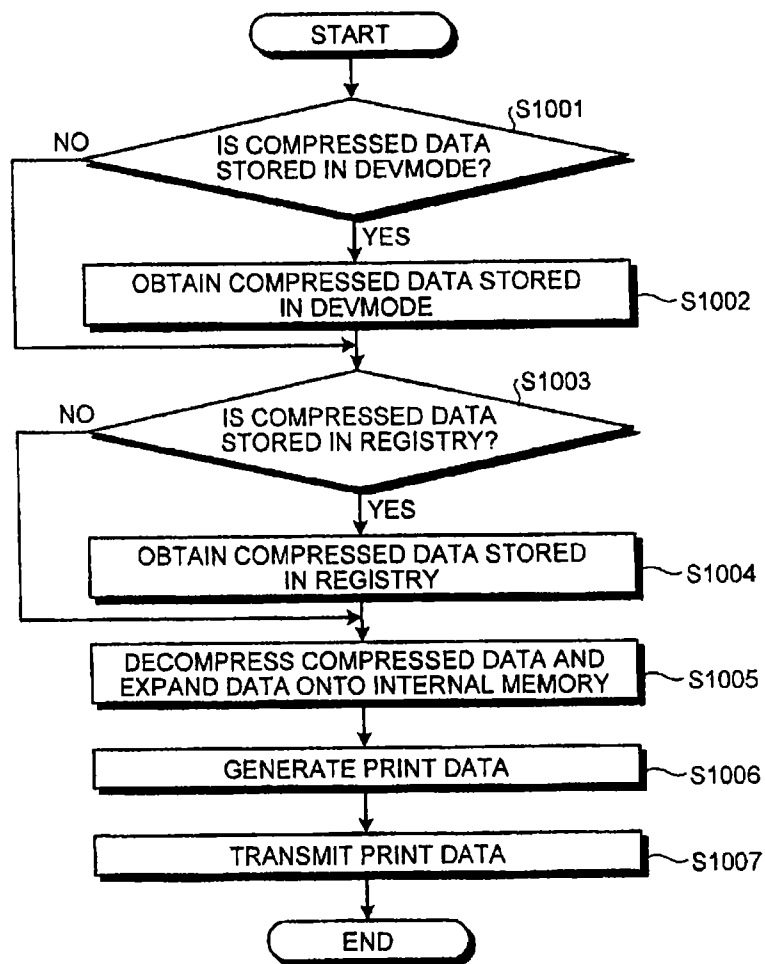 START
S1001
NO
IS COMPRESSED DATA
STORED IN DEVMODE?
YES
OBTAIN COMPRESSED DATA STORED
IN DEVMODE
S1002
S1003
NO
IS COMPRESSED DATA
STORED IN REGISTRY?
YES
OBTAIN COMPRESSED DATA STORED
IN REGISTRY
S1004
DECOMPRESS COMPRESSED DATA AND
EXPAND DATA ONTO INTERNAL MEMORY
S1005
GENERATE PRINT DATA
S1006
TRANSMIT PRINT DATA
S1007
END